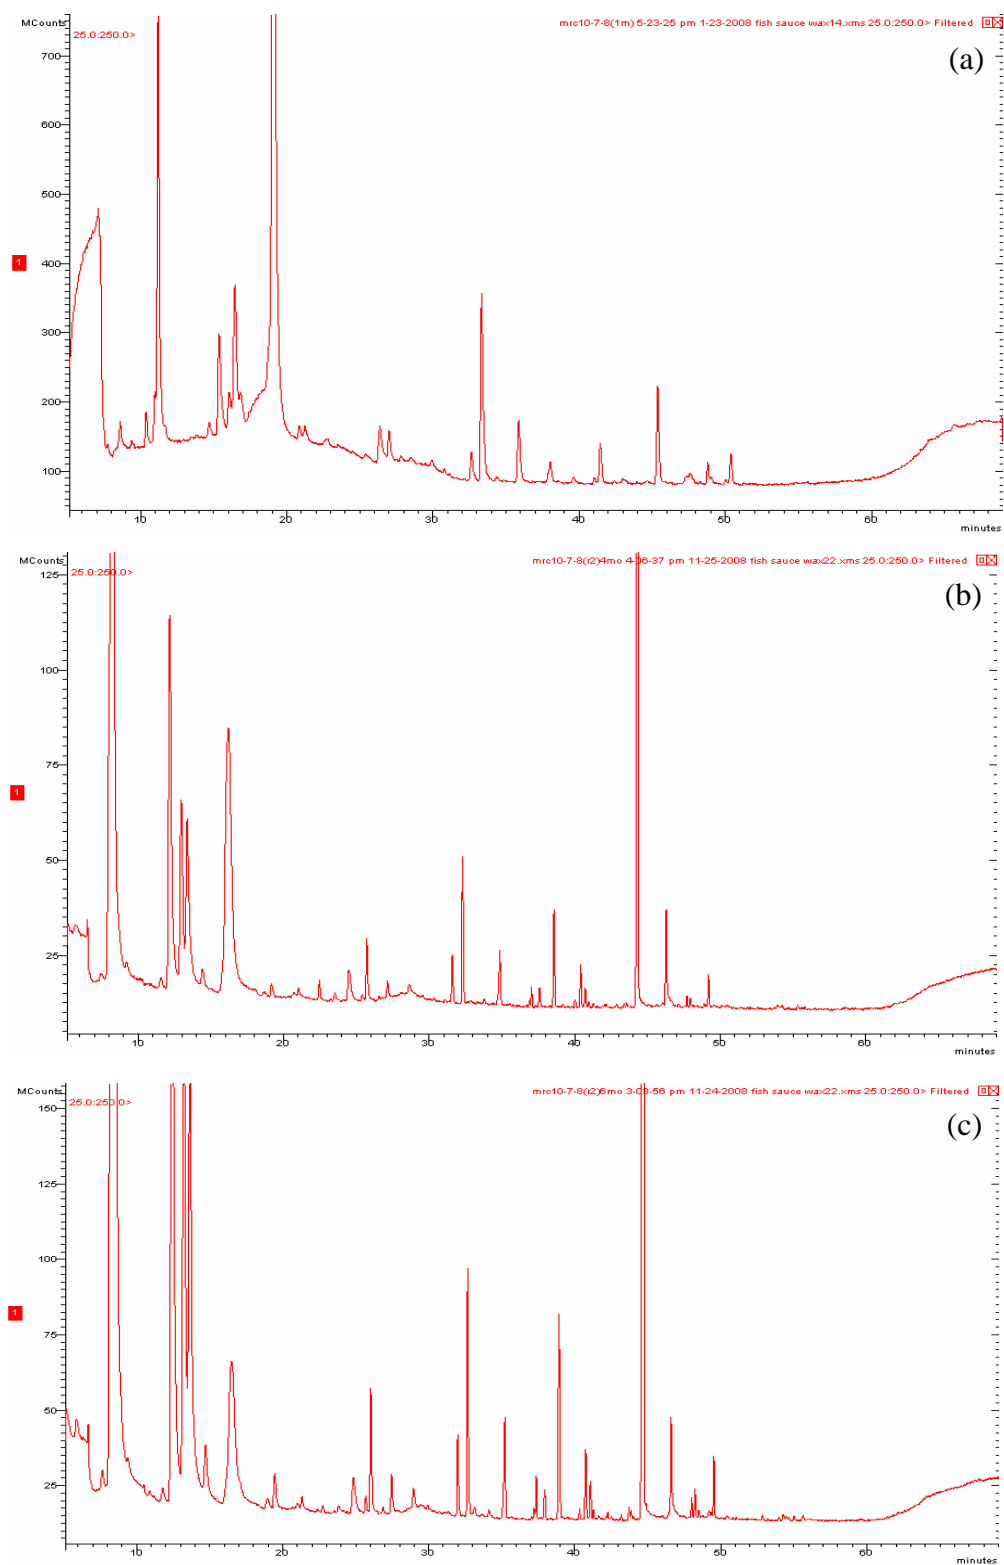 MCounts
mrc10-7-8(1m) 5-23-25 pm 1-23-2008 fish sauce wax14.xms 25.0:250.0> Filtered
25.0:250.0>
(a)
700
600
500
400
300
200
100
1
10 20 30 40 50 60
minutes
MCounts
mrc10-7-8(r2)4mo 4-06-37 pm 11-25-2008 fish sauce wax22.xms 25.0:250.0> Filtered
25.0:250.0>
(b)
125
100
75
50
25
1
10 20 30 40 50 60
minutes
MCounts
mrc10-7-8(r2)6mo 3-03-56 pm 11-24-2008 fish sauce wax22.xms 25.0:250.0> Filtered
25.0:250.0>
(c)
150
125
100
75
50
25
1
10 20 30 40 50 60
minutes